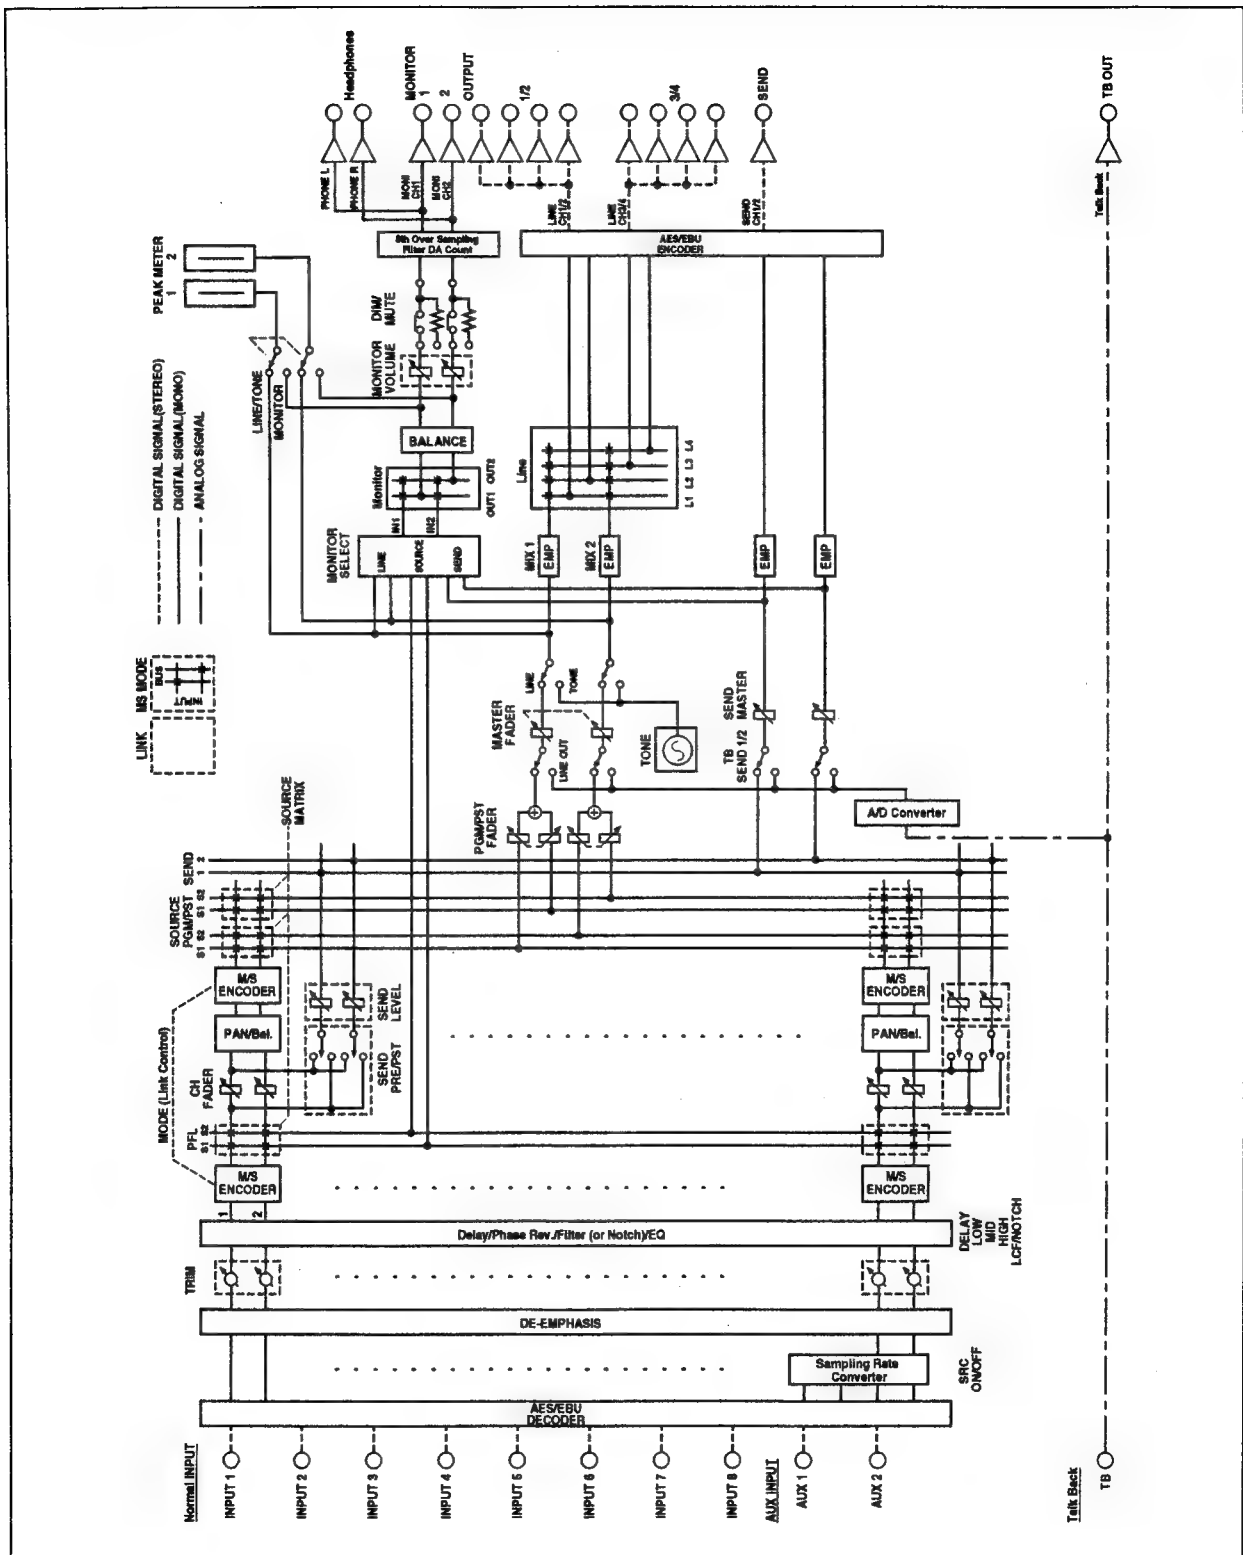 Headphones
MONITOR
1
2
OUTPUT
1/2
3/4
SEND
TB OUT
PHONE L
PHONE R
MONI
CH1
MONI
CH2
LINE
CH1/2
LINE
CH3/4
SEND
CH1/2
Talk Back
8th Over Sampling
Filter DA Count
AES/EBU
ENCODER
PEAK METER
1
2
DIM/
MUTE
MONITOR
VOLUME
LINE/TONE
MONITOR
BALANCE
Monitor
OUT1 OUT2
IN1
IN2
Line
L1 L2 L3 L4
DIGITAL SIGNAL(STEREO)
DIGITAL SIGNAL(MONO)
ANALOG SIGNAL
MONITOR
SELECT
LINE
SOURCE
SEND
MIX 1
EMP
MIX 2
EMP
EMP
EMP
LINK
MS MODE
BUS
INPUT
LINE
TONE
MASTER
FADER
LINE OUT
TONE
SEND
MASTER
TB
SEND 1/2
A/D Converter
PGM/PST
FADER
SOURCE
MATRIX
SEND
1
2
SOURCE
PGM/PST
S1 S2
S1 S2
M/S
ENCODER
M/S
ENCODER
PAN/Bal.
PAN/Bal.
SEND
LEVEL
SEND
PRE/PST
CH
FADER
MODE (Link Control)
PFL
S1 S2
M/S
ENCODER
M/S
ENCODER
1
2
Delay/Phase Rev./Filter (or Notch)/EQ
DELAY
LOW
MID
HIGH
LCF/NOTCH
TRIM
DE-EMPHASIS
Sampling Rate
Converter
SRC
ON/OFF
AES/EBU
DECODER
Normal INPUT
INPUT 1
INPUT 2
INPUT 3
INPUT 4
INPUT 5
INPUT 6
INPUT 7
INPUT 8
AUX INPUT
AUX 1
AUX 2
Talk Back
TB